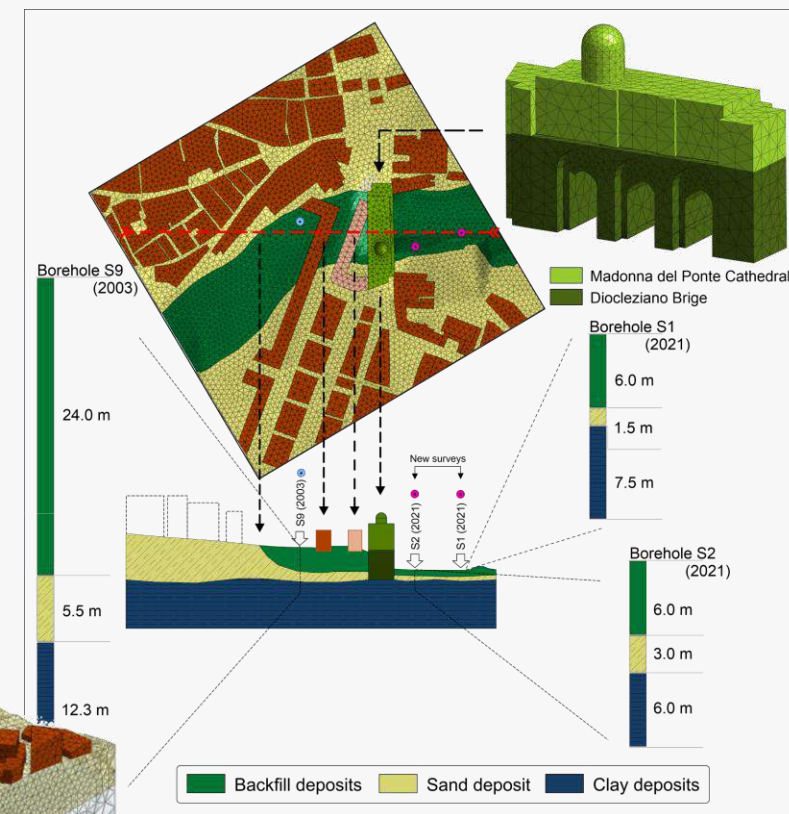 Madonna del Ponte Cathedral
Diocleziano Brige
Borehole S9
(2003)
24.0 m
5.5 m
12.3 m
Borehole S1
(2021)
6.0 m
1.5 m
7.5 m
New surveys
S9 (2003)
S2 (2021)
S1 (2021)
Borehole S2
(2021)
6.0 m
3.0 m
6.0 m
Backfill deposits
Sand deposit
Clay deposits